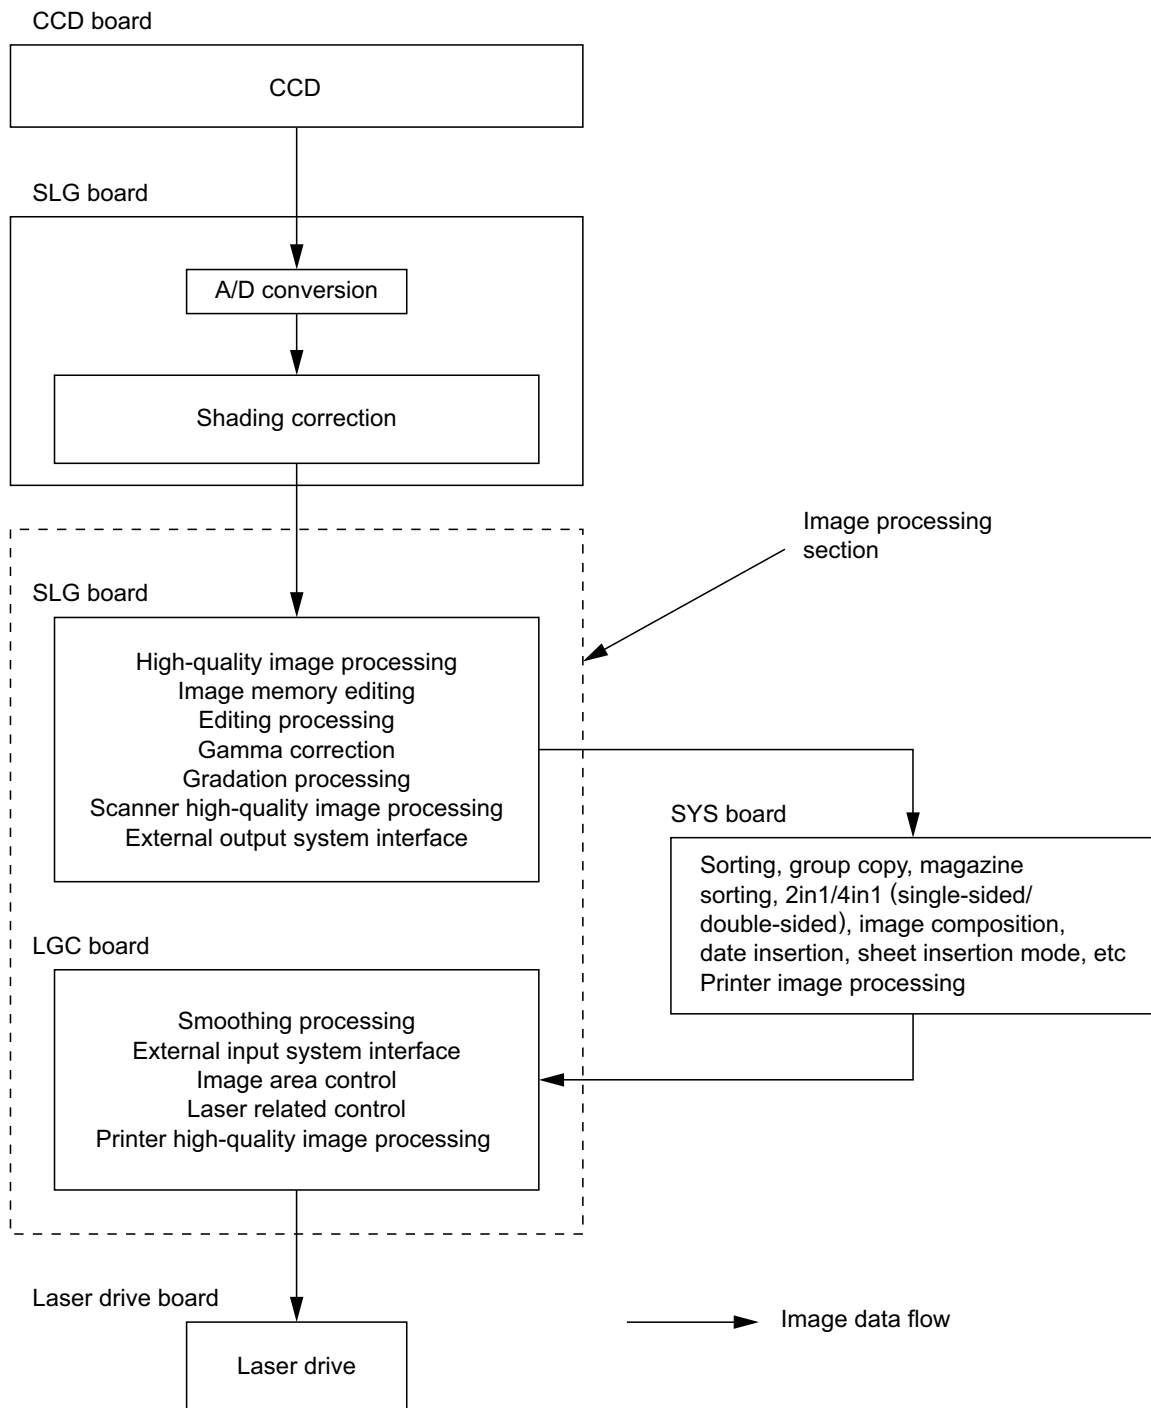 CCD board
CCD
SLG board
A/D conversion
Shading correction
Image processing
section
SLG board
High-quality image processing
Image memory editing
Editing processing
Gamma correction
Gradation processing
Scanner high-quality image processing
External output system interface
SYS board
Sorting, group copy, magazine
sorting, 2in1/4in1 (single-sided/
double-sided), image composition,
date insertion, sheet insertion mode, etc
Printer image processing
LGC board
Smoothing processing
External input system interface
Image area control
Laser related control
Printer high-quality image processing
Laser drive board
Laser drive
Image data flow